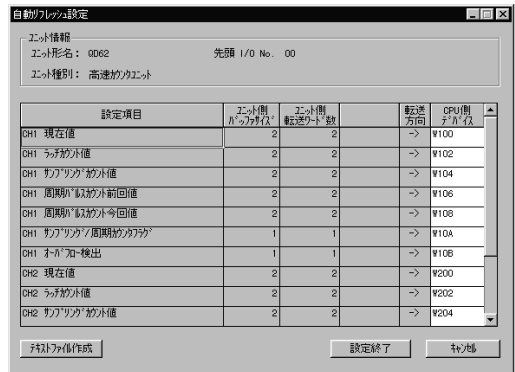 自動リフレッシュ設定
ユニット情報
ユニット形名： QD62 先頭 I/O No. 00
ユニット種別： 高速カウンタユニット
設定項目 ユニット側 バッファサイズ ユニット側 転送ワード数 転送方向 CPU側 デバイス
CH1 現在値 2 2 -> W100
CH1 ラッチカウント値 2 2 -> W102
CH1 サンプリングカウント値 2 2 -> W104
CH1 周期パルスカウント前回値 2 2 -> W106
CH1 周期パルスカウント今回値 2 2 -> W108
CH1 サンプリング/周期カウンタフラグ 1 1 -> W10A
CH1 オーバフロー検出 1 1 -> W10B
CH2 現在値 2 2 -> W200
CH2 ラッチカウント値 2 2 -> W202
CH2 サンプリングカウント値 2 2 -> W204
テキストファイル作成 設定終了 キャンセル